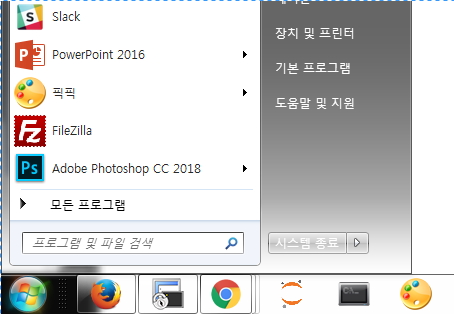 Slack
PowerPoint 2016
픽픽
FileZilla
Adobe Photoshop CC 2018
모든 프로그램
프로그램 및 파일 검색
장치 및 프린터
기본 프로그램
도움말 및 지원
시스템 종료